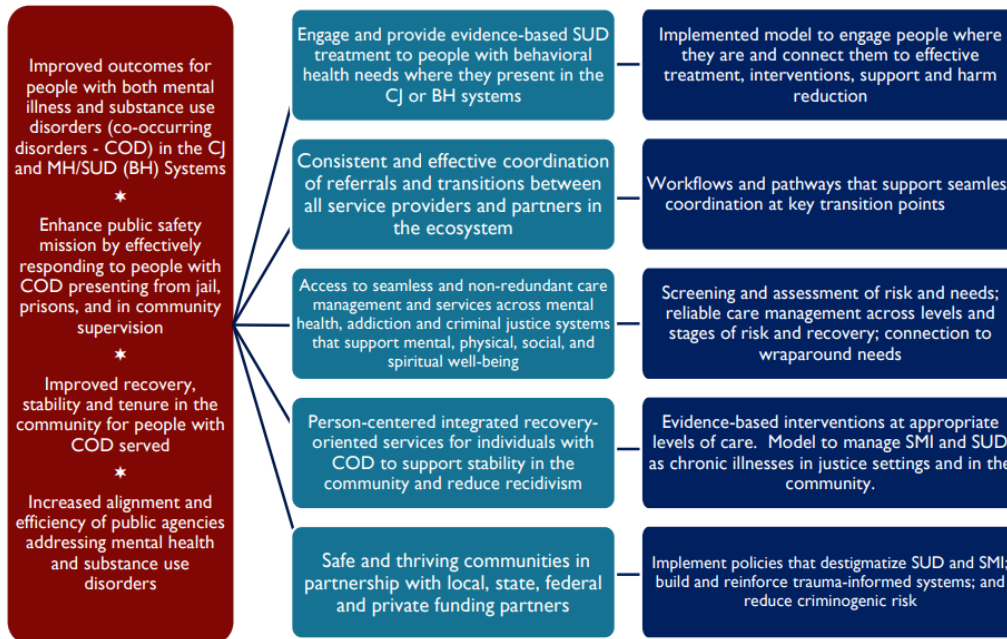 Improved outcomes for
people with both mental
illness and substance use
disorders (co-occurring
disorders - COD) in the CJ
and MH/SUD (BH) Systems
✶
Enhance public safety
mission by effectively
responding to people with
COD presenting from jail,
prisons, and in community
supervision
✶
Improved recovery,
stability and tenure in the
community for people with
COD served
✶
Increased alignment and
efficiency of public agencies
addressing mental health
and substance use
disorders
Engage and provide evidence-based SUD
treatment to people with behavioral
health needs where they present in the
CJ or BH systems
Implemented model to engage people where
they are and connect them to effective
treatment, interventions, support and harm
reduction
Consistent and effective coordination
of referrals and transitions between
all service providers and partners in
the ecosystem
Workflows and pathways that support seamles
coordination at key transition points
Access to seamless and non-redundant care
management and services across mental
health, addiction and criminal justice systems
that support mental, physical, social, and
spiritual well-being
Screening and assessment of risk and needs;
reliable care management across levels and
stages of risk and recovery; connection to
wraparound needs
Person-centered integrated recovery-
oriented services for individuals with
COD to support stability in the
community and reduce recidivism
Evidence-based interventions at appropriate
levels of care. Model to manage SMI and SUD
as chronic illnesses in justice settings and in the
community.
Safe and thriving communities in
partnership with local, state, federal
and private funding partners
Implement policies that destigmatize SUD and SMI;
build and reinforce trauma-informed systems; and
reduce criminogenic risk